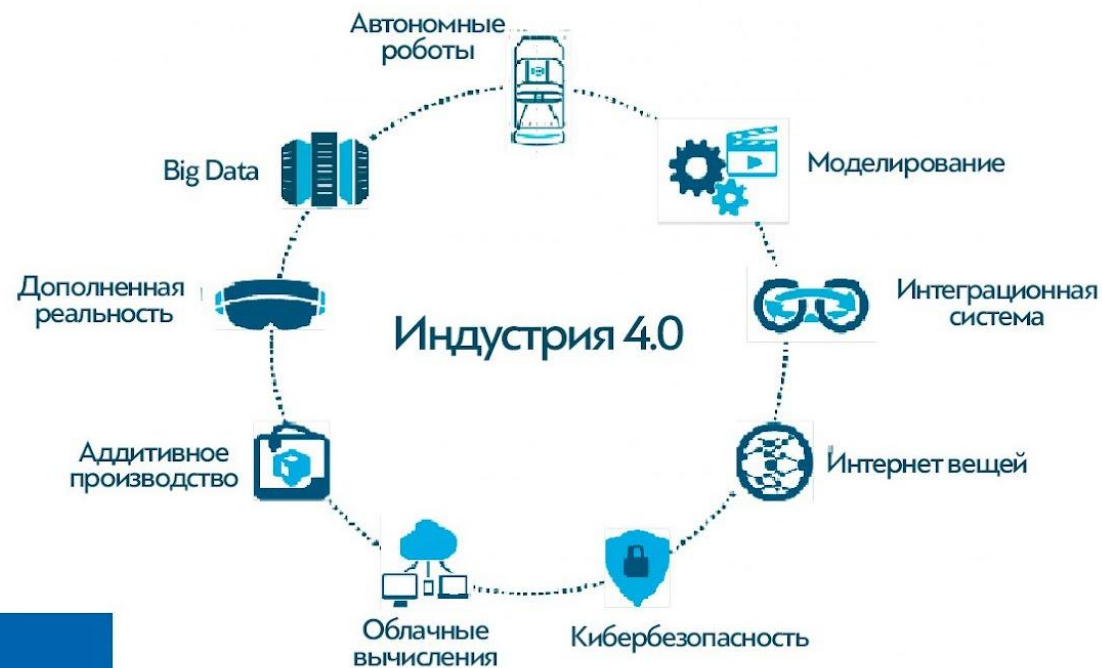 Автономные
роботы
Big Data
Моделирование
Дополненная
реальность
Интеграционная
система
Индустрия 4.0
Аддитивное
производство
Интернет вещей
Облачные
вычисления
Кибербезопасность